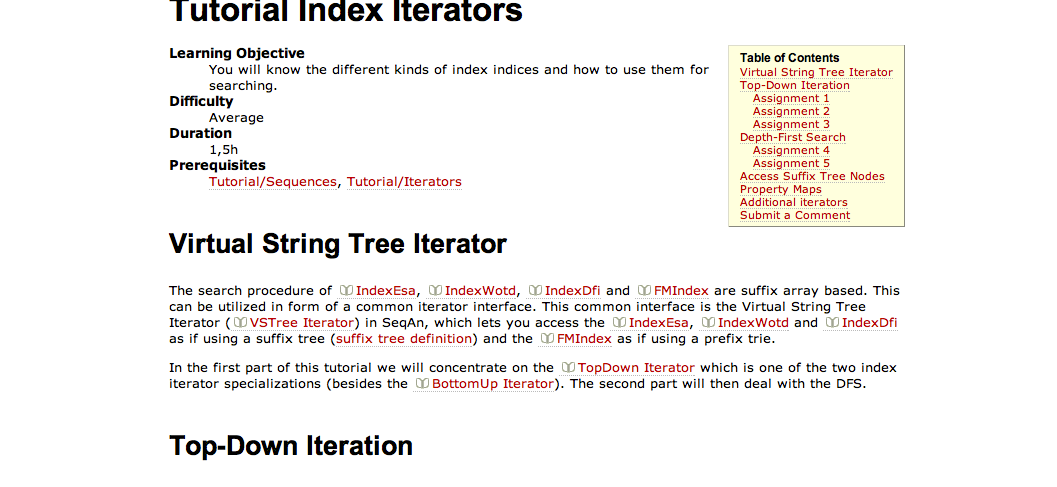 Tutorial Index Iterators
Learning Objective
You will know the different kinds of index indices and how to use them for
searching.
Difficulty
Average
Duration
1,5h
Prerequisites
Tutorial/Sequences, Tutorial/Iterators
Table of Contents
Virtual String Tree Iterator
Top-Down Iteration
Assignment 1
Assignment 2
Assignment 3
Depth-First Search
Assignment 4
Assignment 5
Access Suffix Tree Nodes
Property Maps
Additional iterators
Submit a Comment
Virtual String Tree Iterator
The search procedure of IndexEsa, IndexWotd, IndexDfi and FMIndex are suffix array based. This
can be utilized in form of a common iterator interface. This common interface is the Virtual String Tree
Iterator (VSTree Iterator) in SeqAn, which lets you access the IndexEsa, IndexWotd and IndexDfi
as if using a suffix tree (suffix tree definition) and the FMIndex as if using a prefix trie.
In the first part of this tutorial we will concentrate on the TopDown Iterator which is one of the two index
iterator specializations (besides the BottomUp Iterator). The second part will then deal with the DFS.
Top-Down Iteration